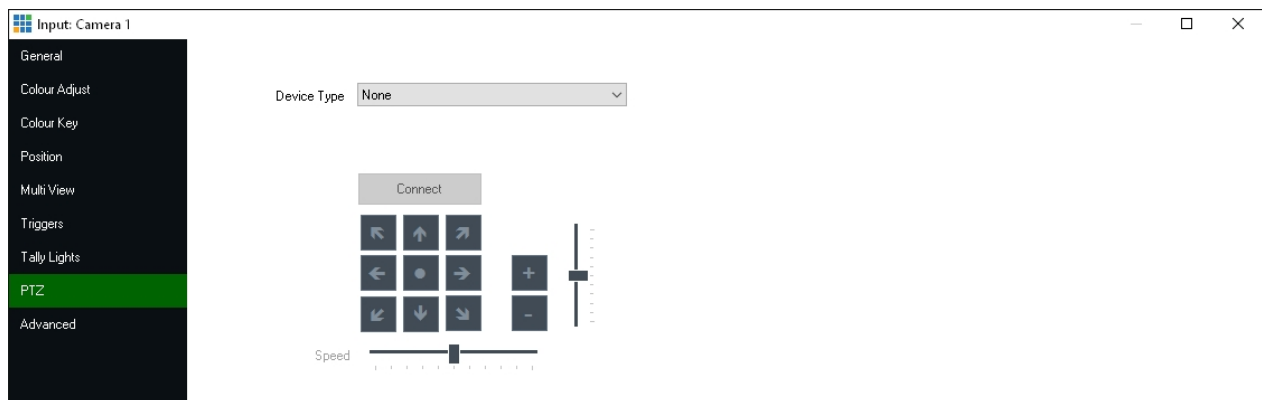 Input: Camera 1
General
Colour Adjust
Colour Key
Position
Multi View
Triggers
Tally Lights
PTZ
Advanced
Device Type None
Connect
+
-
Speed